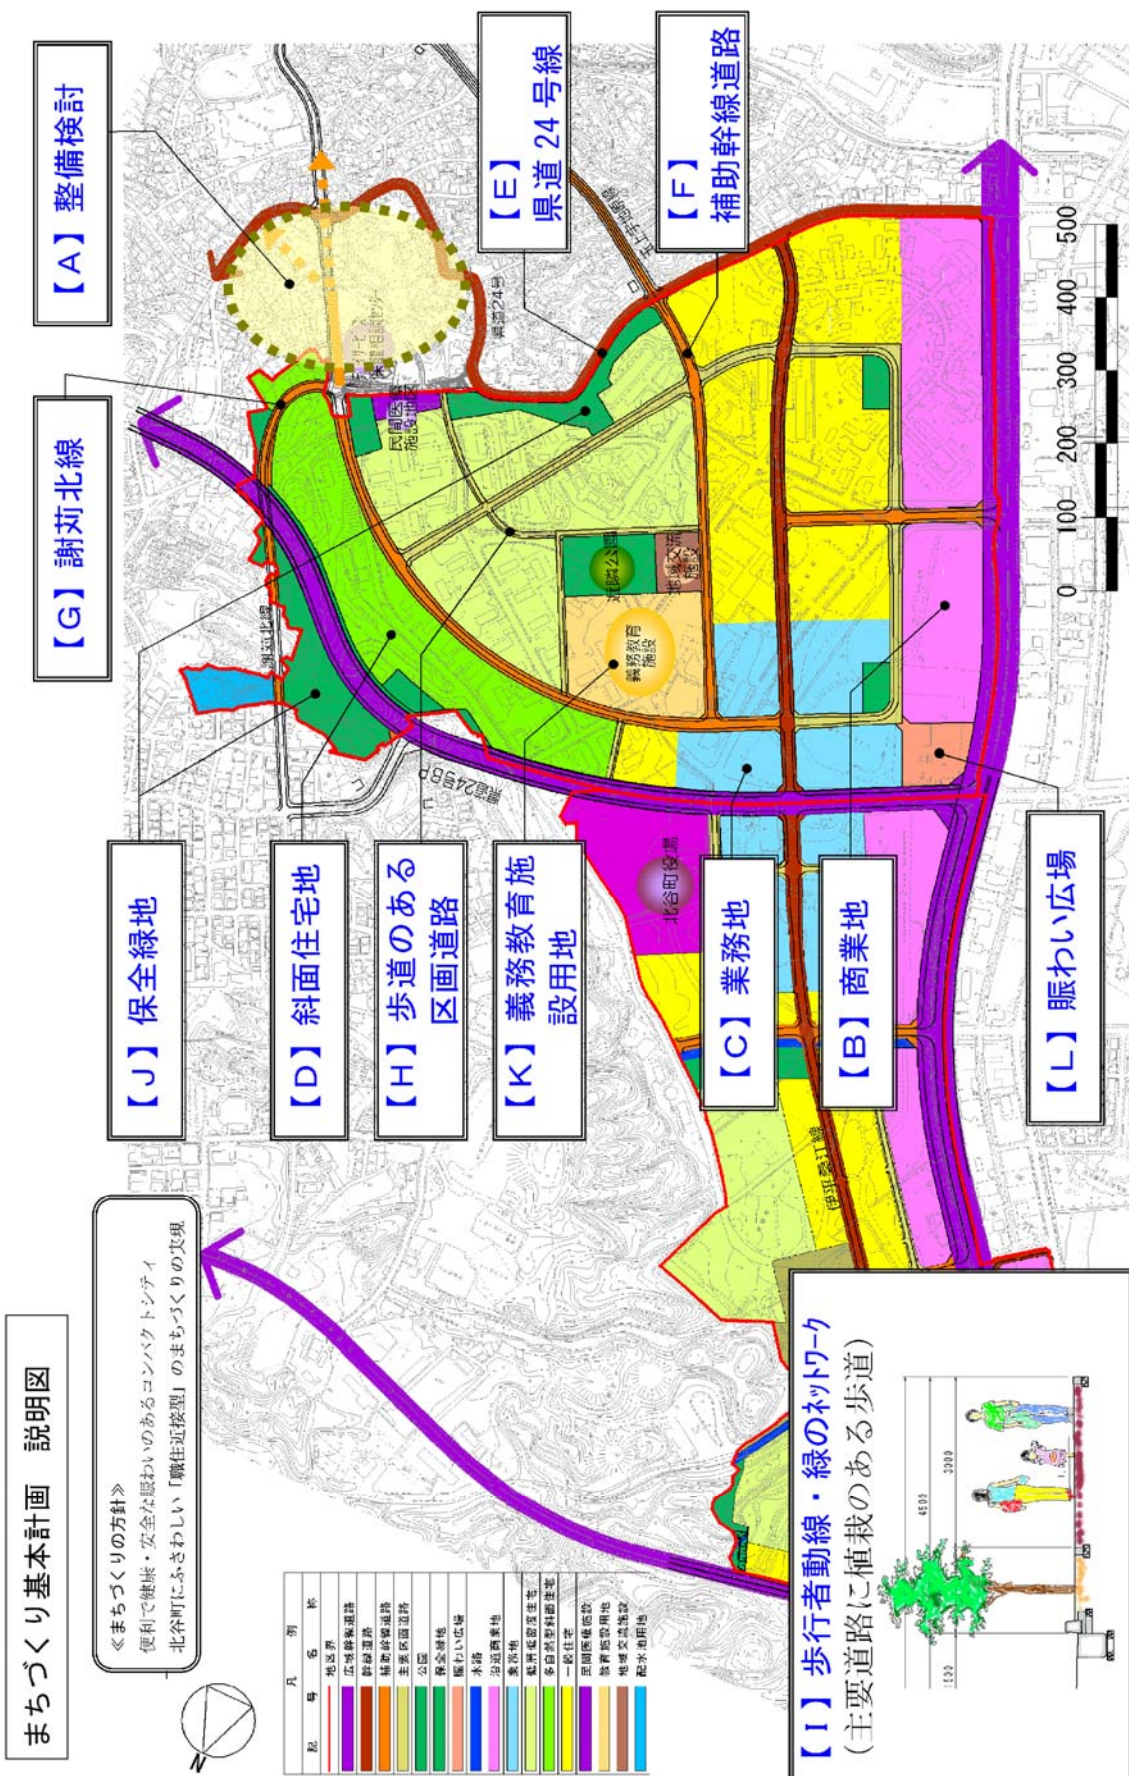 まちづくり基本計画　説明図
≪まちづくりの方針≫
便利で健康・安全な賑わいのあるコンパクトシティ
北谷町にふさわしい「職住近接型」のまちづくりの実現
N
凡例
記号 名称
地区界
広域幹線道路
幹線道路
補助幹線道路
主要区画道路
公園
保全緑地
賑わい広場
水路
沿道商業地
業務地
低層低密度住宅
多自然型斜面住宅
一般住宅
民間医療施設
教育施設用地
地域交流施設
配水池用地
【J】保全緑地
【D】斜面住宅地
【H】歩道のある
区画道路
【K】義務教育施
設用地
【C】業務地
【B】商業地
【L】賑わい広場
【G】謝苅北線
【A】整備検討
【E】
県道 24 号線
【F】
補助幹線道路
謝苅北線
県道24号BP
県道24号
民間医療
施設地区
近隣公園
地域交流
施設
義務教育
施設
北谷町役場
伊平桑江線
0 100 200 300 400 500
【I】歩行者動線・緑のネットワーク
(主要道路に植栽のある歩道)
4500
1500
3000